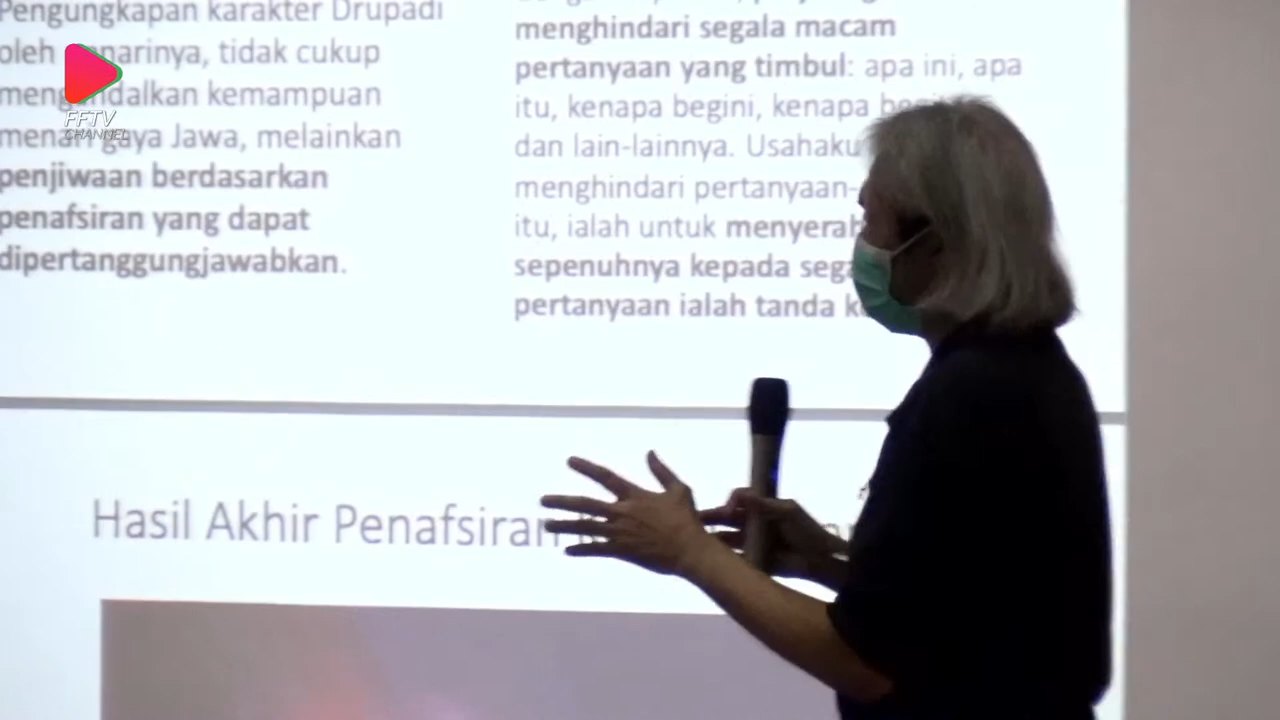 Pengungkapan karakter Drupadi
oleh penarinya, tidak cukup
mengandalkan kemampuan
menari gaya Jawa, melainkan
penjiwaan berdasarkan
penafsiran yang dapat
dipertanggungjawabkan.
menghindari segala macam
pertanyaan yang timbul: apa ini, apa
itu, kenapa begini, kenapa
dan lain-lainnya. Usahaku
menghindari pertanyaan-
itu, ialah untuk menyerah
sepenuhnya kepada sega
pertanyaan ialah tanda
Hasil Akhir Penafsiran
FFTV
CHANNEL